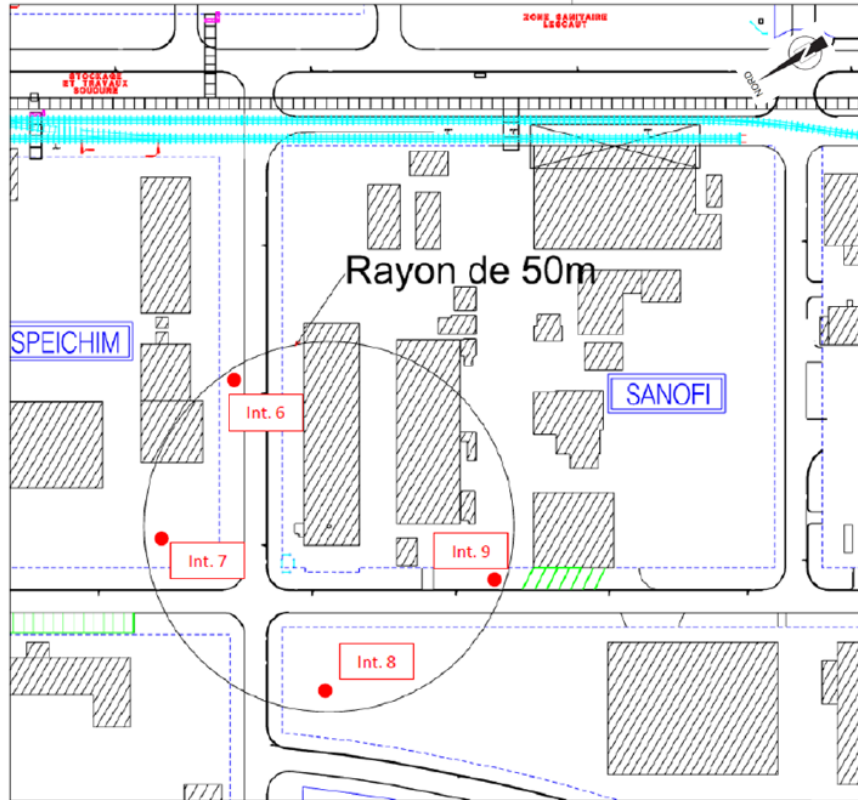 ZONE SANITAIRE
LESCAUT
NORD
STOCKAGE
ET TRAVAUX
SOUDURE
Rayon de 50m
SPEICHIM
SANOFI
Int. 6
Int. 7
Int. 9
Int. 8